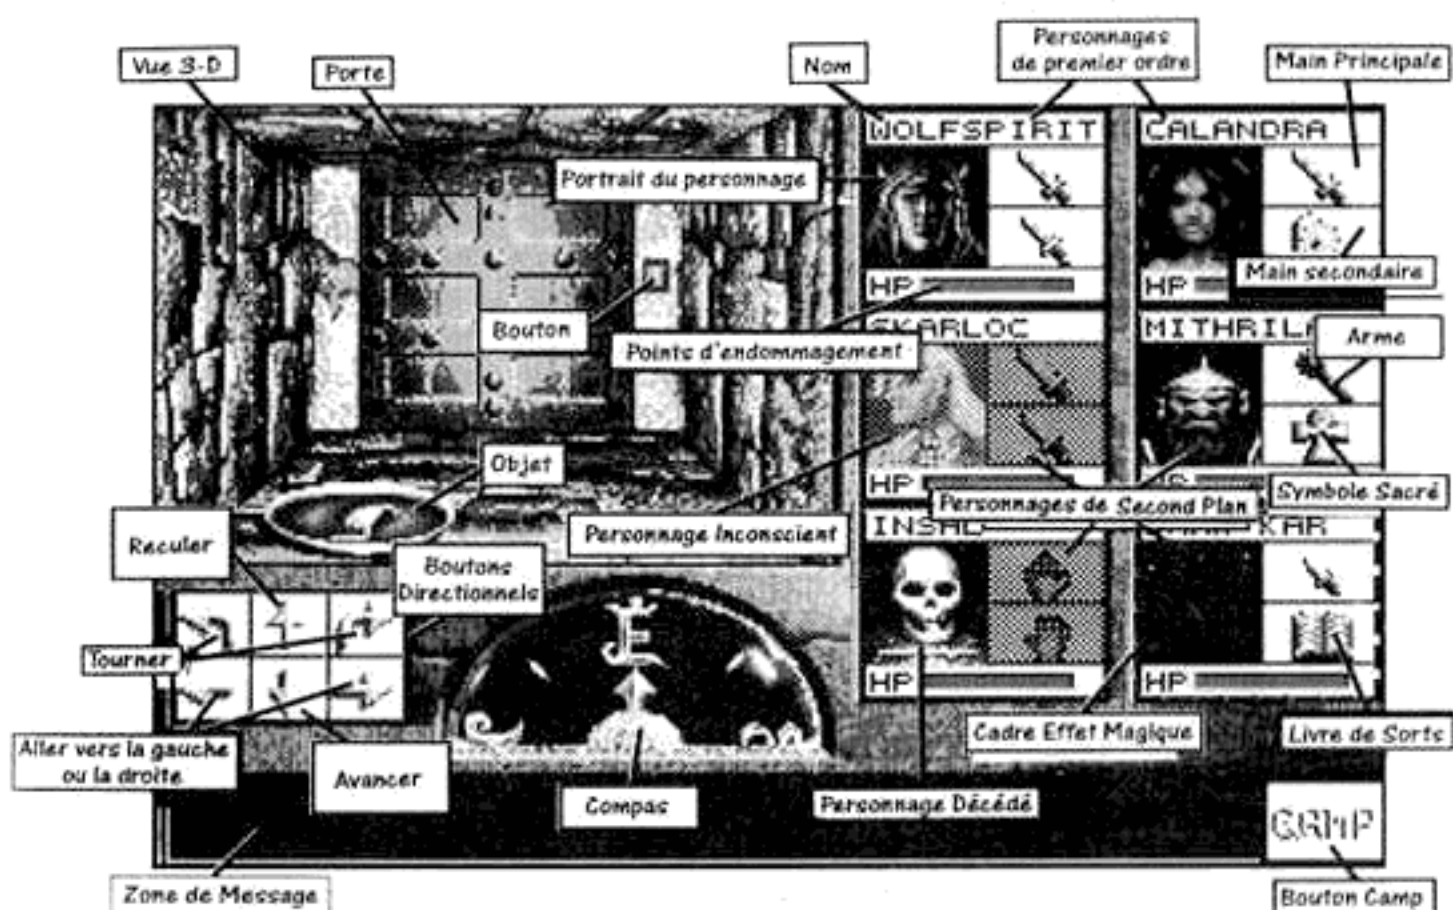 Vue 3-D
Porte
Nom
Personnages
de premier ordre
Main Principale
WOLFSPIRIT
CALANDRA
Portrait du personnage
Main secondaire
HP
HP
Bouton
Points d'endommagement
SKARLOC
Arme
Objet
HP
Personnages de Second Plan
Symbole Sacré
Reculer
Personnage Inconscient
KAR
Boutons
Directionnels
E
Tourner
HP
HP
Aller vers la gauche
ou la droite
Avancer
Compas
Cadre Effet Magique
Livre de Sorts
Personnage Décédé
CAMP
Zone de Message
Bouton Camp